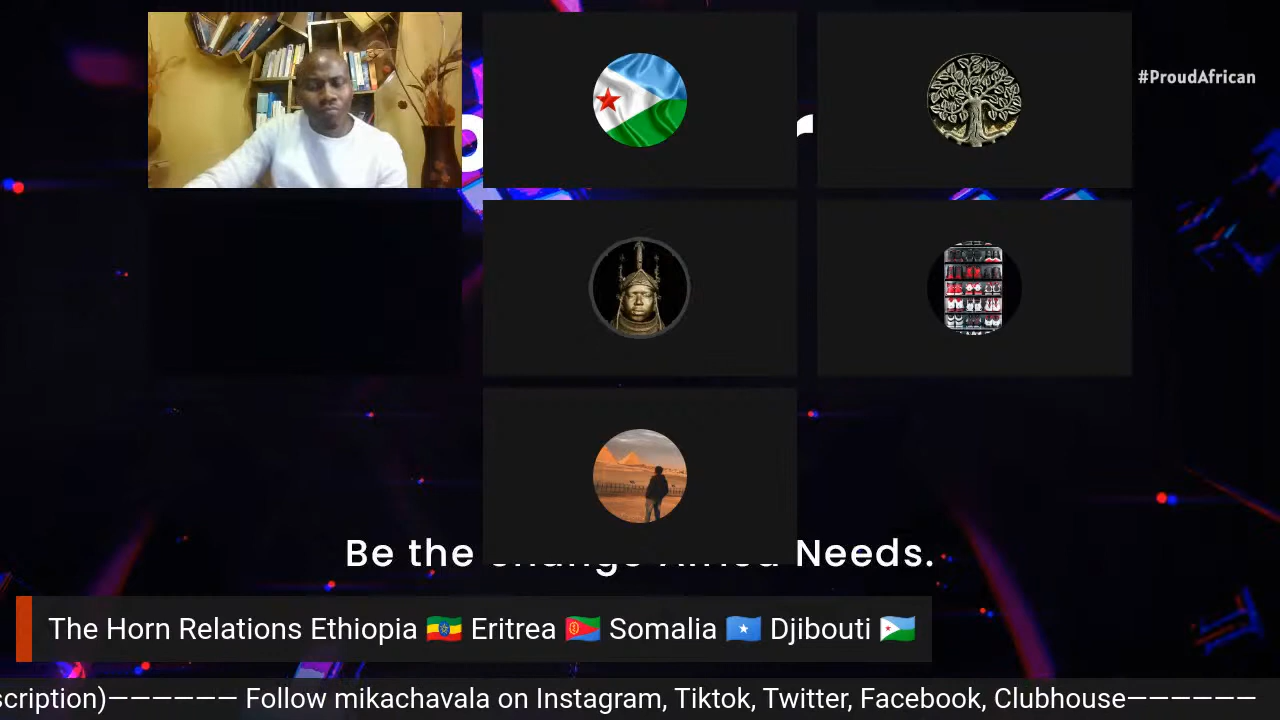 #ProudAfrican
Be the Needs.
The Horn Relations Ethiopia 🇪🇹 Eritrea 🇪🇷 Somalia 🇸🇴 Djibouti 🇩🇯
scription)—————— Follow mikachavala on Instagram, Tiktok, Twitter, Facebook, Clubhouse——————